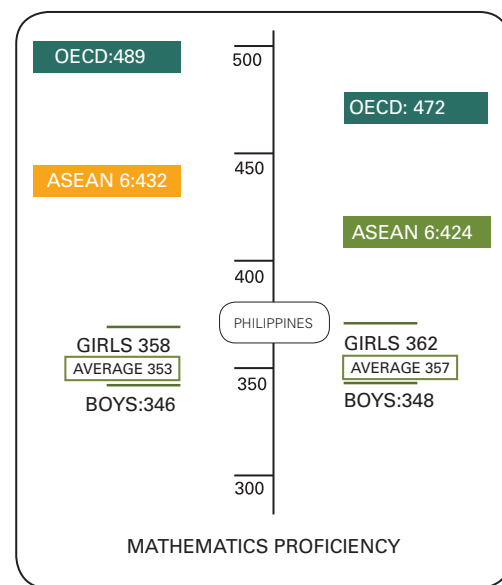 OECD:489
ASEAN 6:432
GIRLS 358
AVERAGE 353
BOYS:346
500
450
400
PHILIPPINES
350
300
OECD: 472
ASEAN 6:424
GIRLS 362
AVERAGE 357
BOYS:348
MATHEMATICS PROFICIENCY